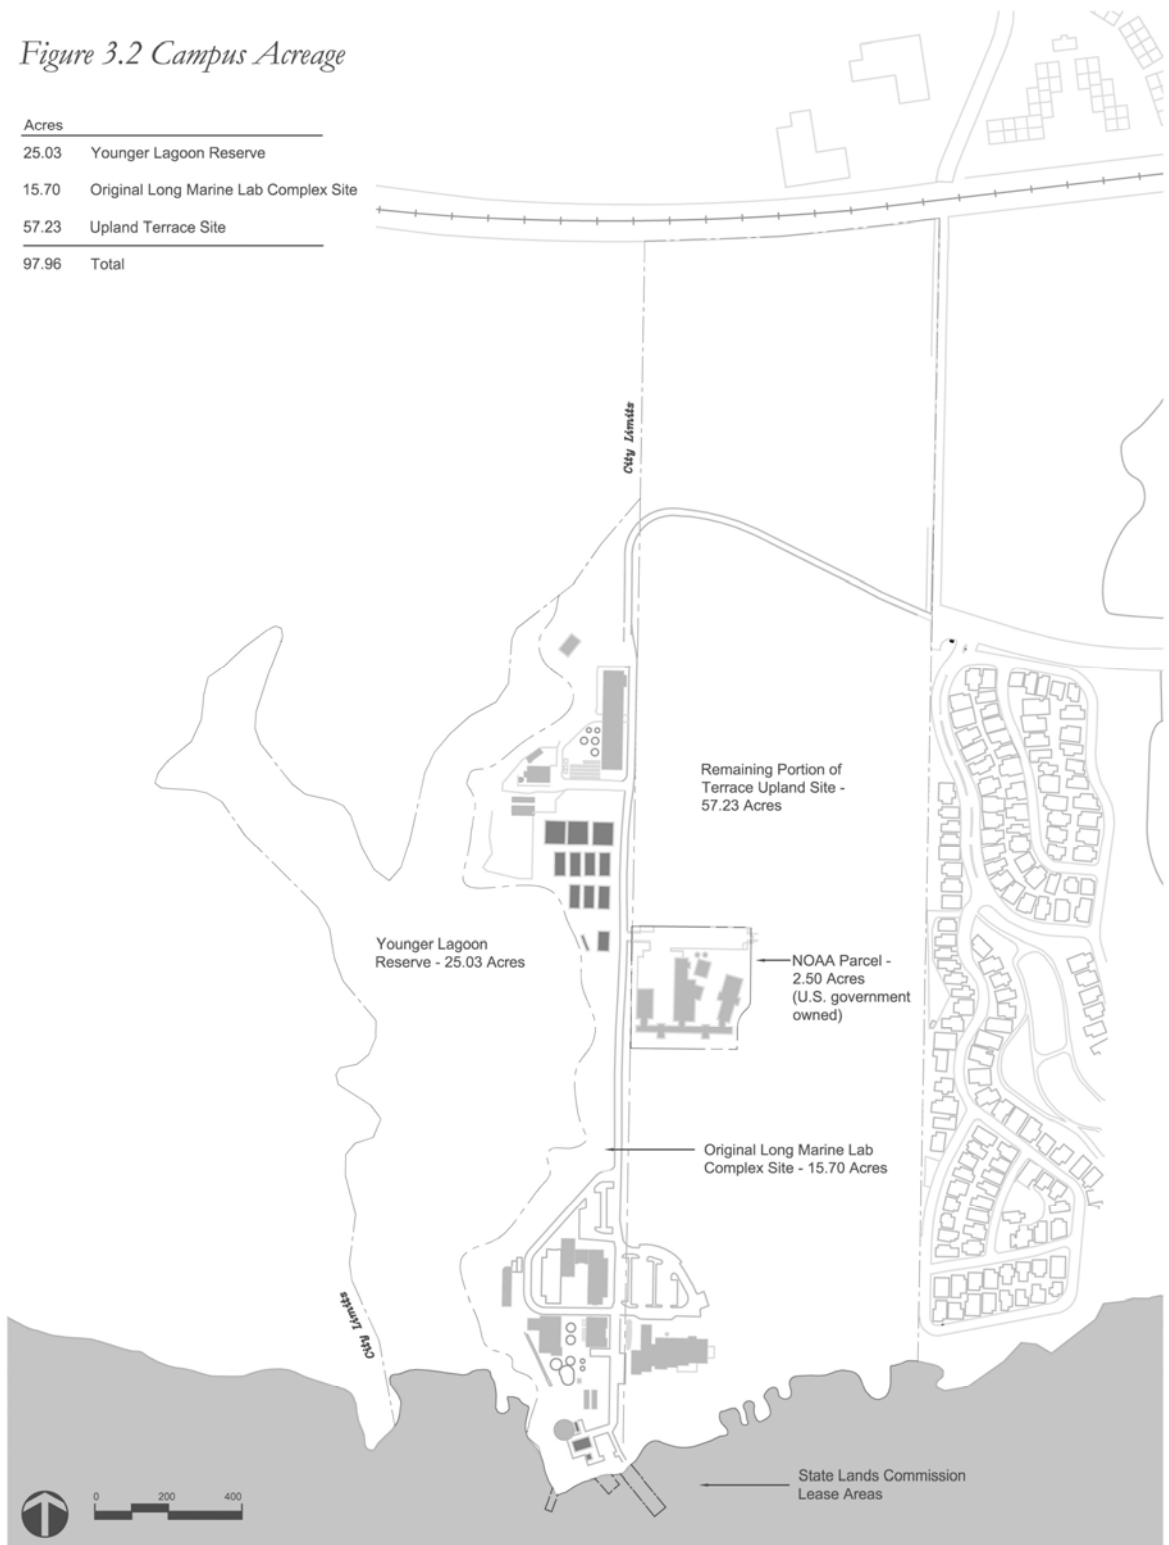 Figure 3.2 Campus Acreage
Acres
25.03 Younger Lagoon Reserve
15.70 Original Long Marine Lab Complex Site
57.23 Upland Terrace Site
97.96 Total
City Limits
Remaining Portion of
Terrace Upland Site -
57.23 Acres
Younger Lagoon
Reserve - 25.03 Acres
NOAA Parcel -
2.50 Acres
(U.S. government
owned)
Original Long Marine Lab
Complex Site - 15.70 Acres
City Limits
State Lands Commission
Lease Areas
0 200 400